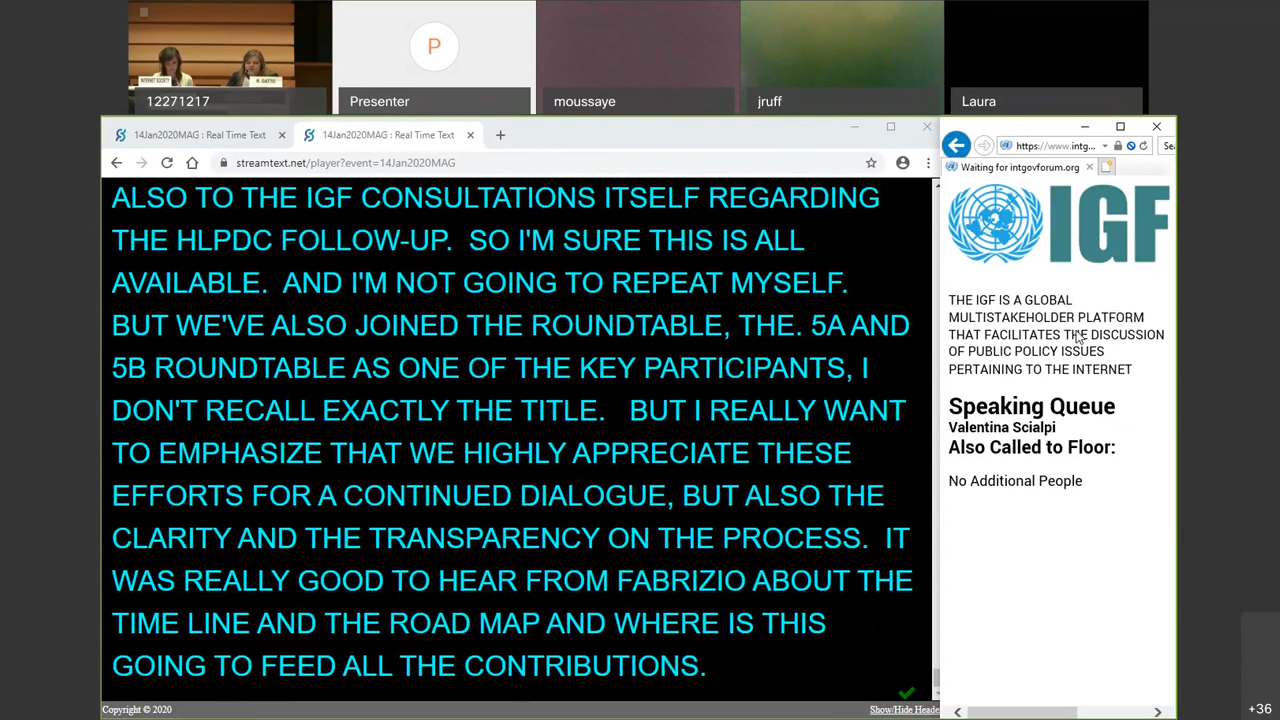 INTERNET SOCIETY
R. GATTO
P
12271217
Presenter
moussaye
jruff
Laura
14Jan2020MAG : Real Time Text
14Jan2020MAG : Real Time Text
streamtext.net/player?event=14Jan2020MAG
ALSO TO THE IGF CONSULTATIONS ITSELF REGARDING
THE HLPDC FOLLOW-UP.  SO I'M SURE THIS IS ALL
AVAILABLE.  AND I'M NOT GOING TO REPEAT MYSELF.
BUT WE'VE ALSO JOINED THE ROUNDTABLE, THE. 5A AND
5B ROUNDTABLE AS ONE OF THE KEY PARTICIPANTS, I
DON'T RECALL EXACTLY THE TITLE.   BUT I REALLY WANT
TO EMPHASIZE THAT WE HIGHLY APPRECIATE THESE
EFFORTS FOR A CONTINUED DIALOGUE, BUT ALSO THE
CLARITY AND THE TRANSPARENCY ON THE PROCESS.  IT
WAS REALLY GOOD TO HEAR FROM FABRIZIO ABOUT THE
TIME LINE AND THE ROAD MAP AND WHERE IS THIS
GOING TO FEED ALL THE CONTRIBUTIONS.
Copyright © 2020
Show/Hide Heade
https://www.intg...
Sea
Waiting for intgovforum.org
IGF
THE IGF IS A GLOBAL
MULTISTAKEHOLDER PLATFORM
THAT FACILITATES THE DISCUSSION
OF PUBLIC POLICY ISSUES
PERTAINING TO THE INTERNET
Speaking Queue
Valentina Scialpi
Also Called to Floor:
No Additional People
+36